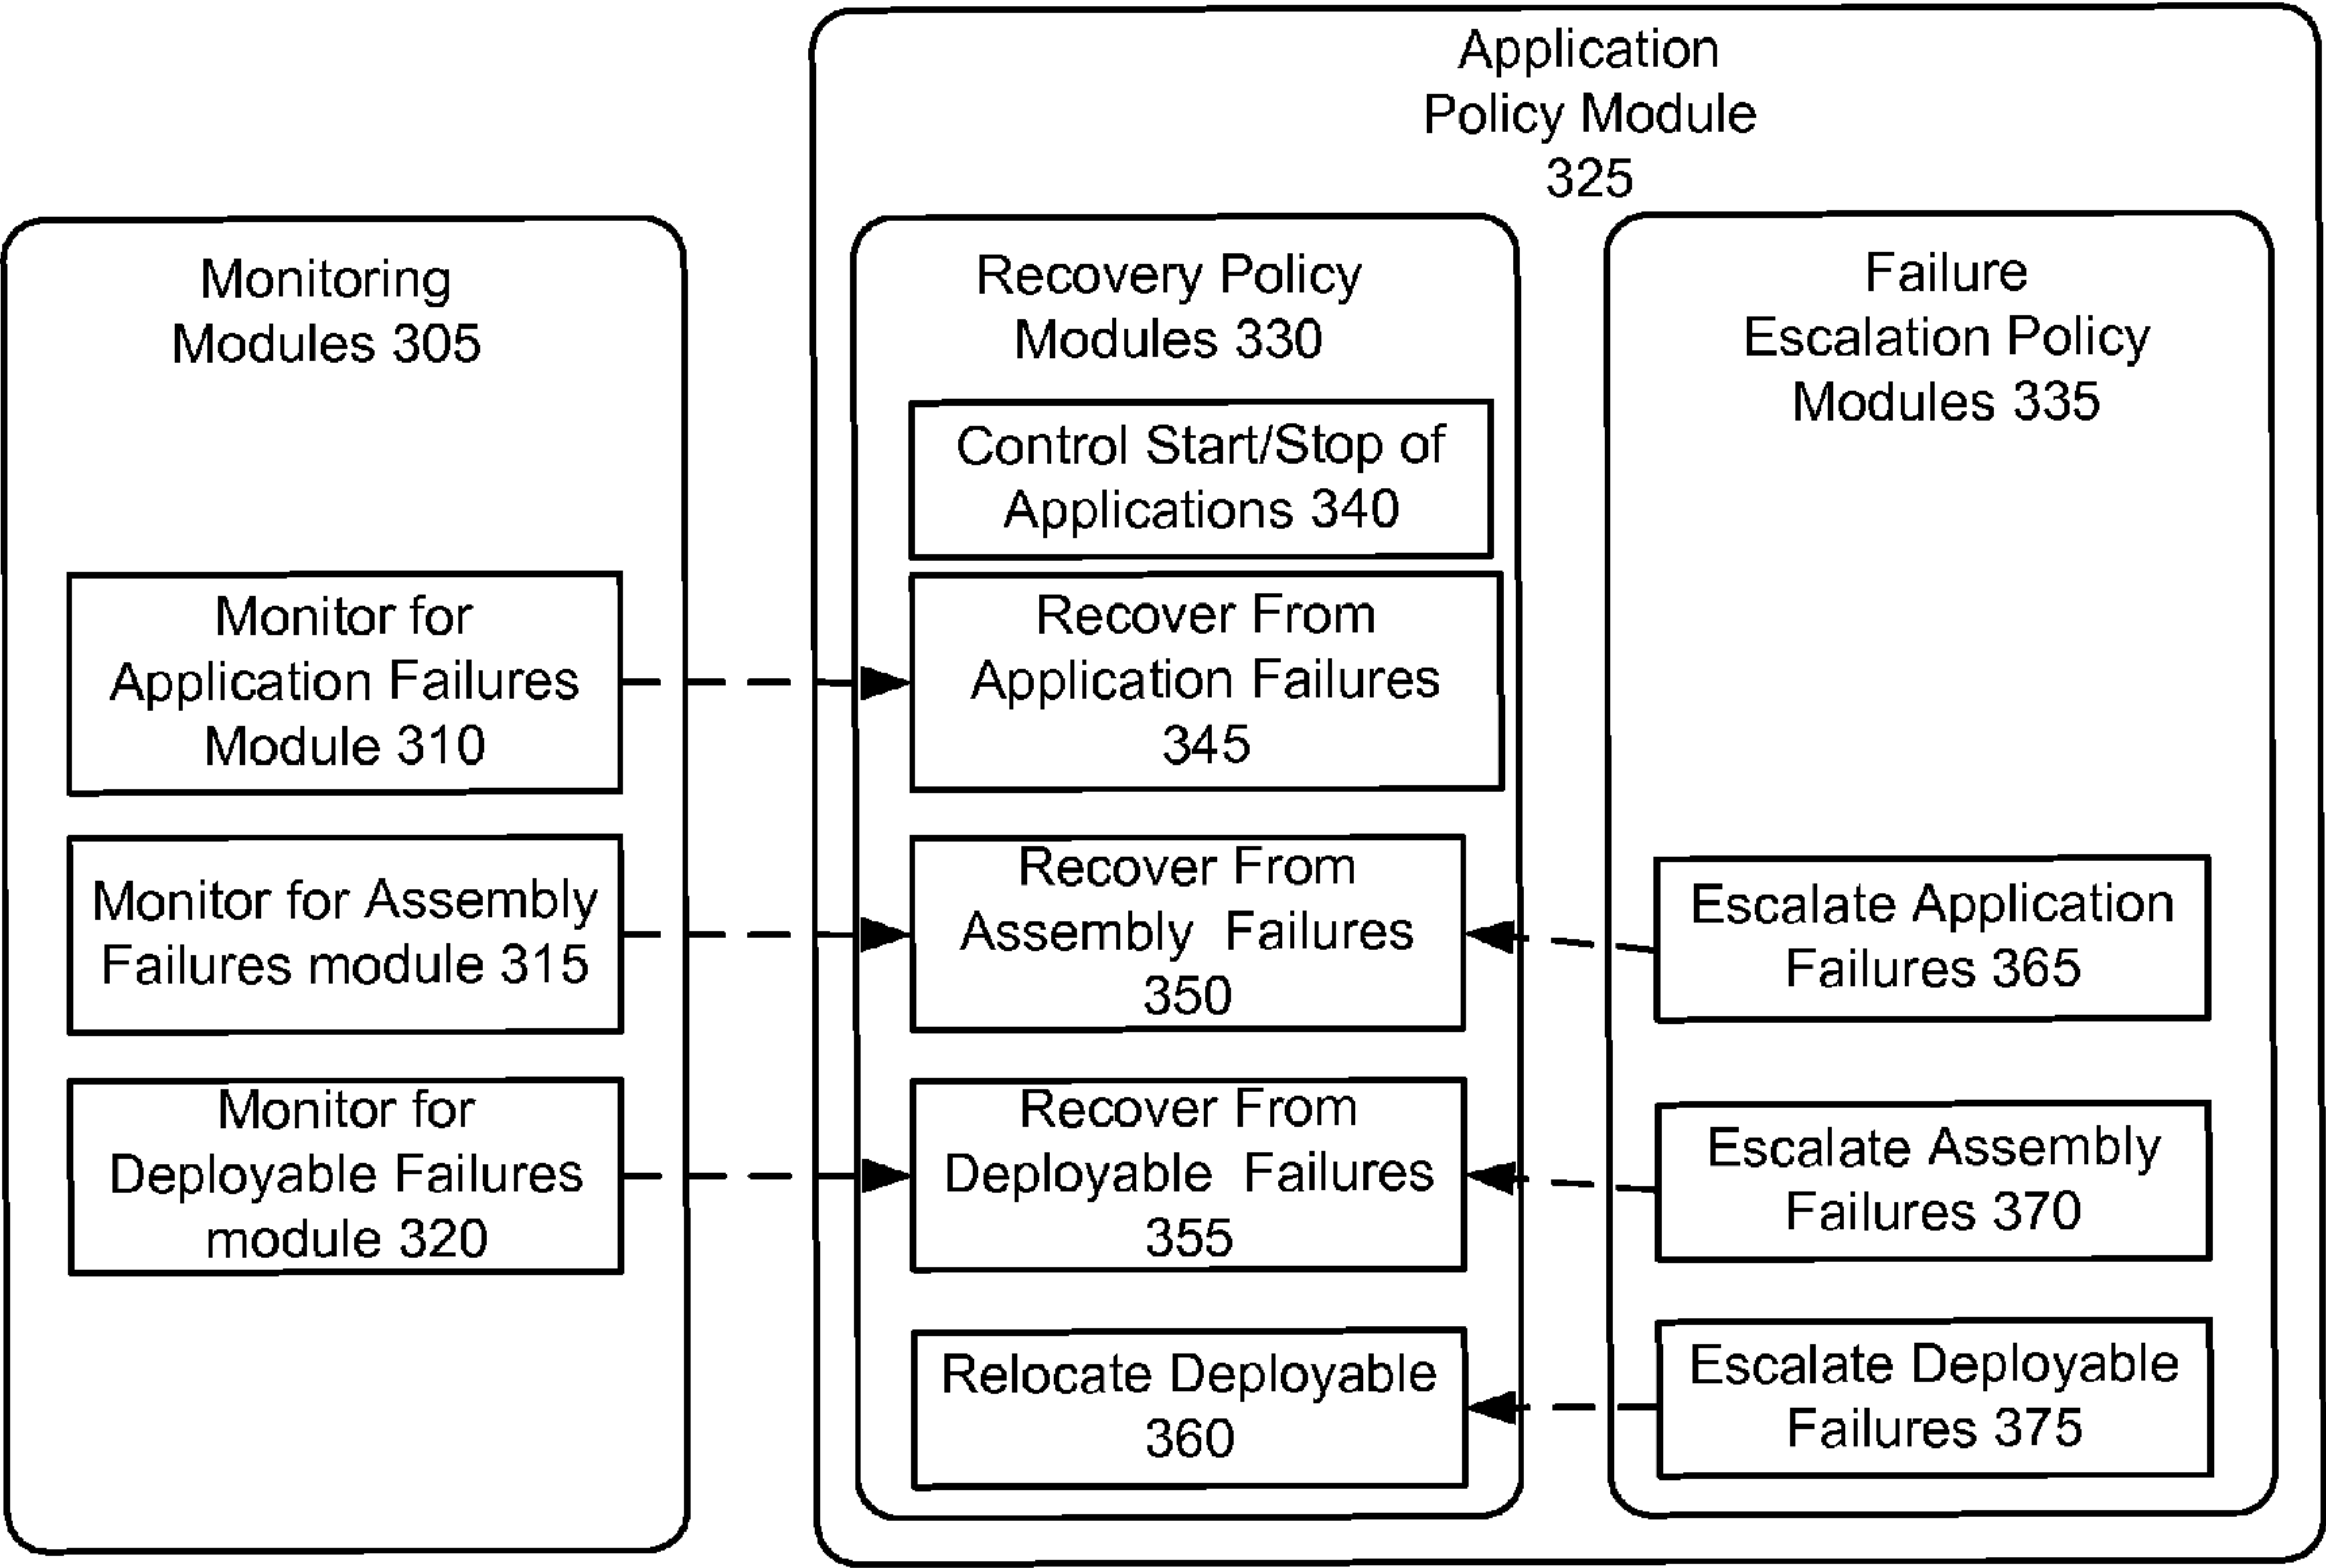 Application
Policy Module
325
Monitoring
Modules 305
Monitor for
Application Failures
Module 310
Monitor for Assembly
Failures module 315
Monitor for
Deployable Failures
module 320
Recovery Policy
Modules 330
Control Start/Stop of
Applications 340
Recover From
Application Failures
345
Recover From
Assembly Failures
350
Recover From
Deployable Failures
355
Relocate Deployable
360
Failure
Escalation Policy
Modules 335
Escalate Application
Failures 365
Escalate Assembly
Failures 370
Escalate Deployable
Failures 375